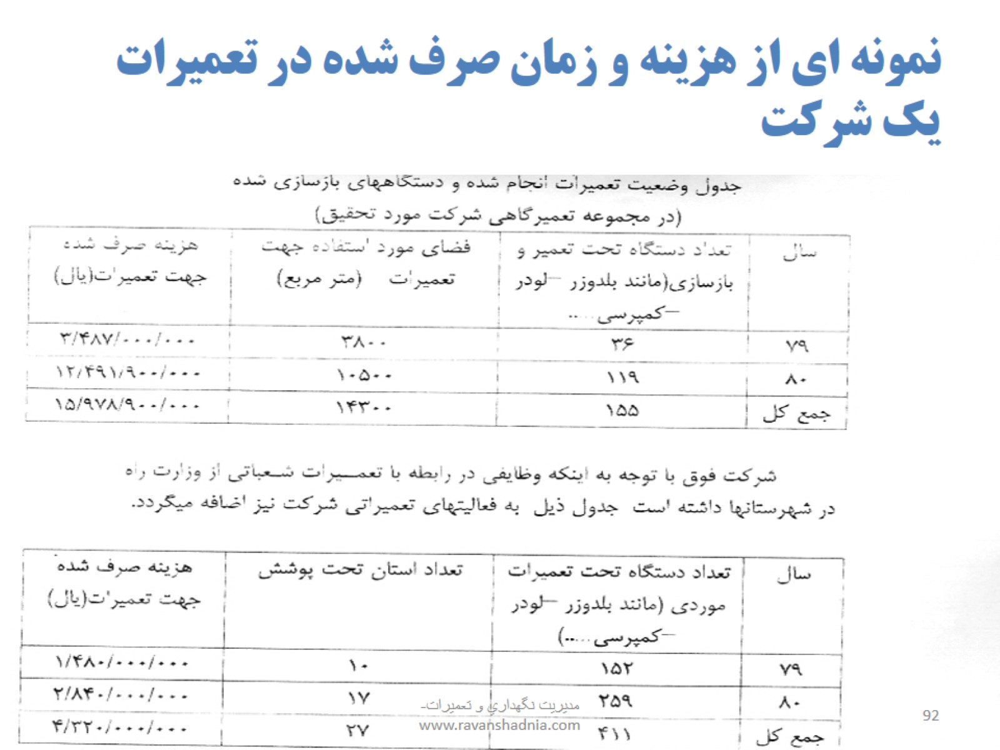 نمونه ای از هزینه و زمان صرف شده در تعمیرات
یک شرکت
جدول وضعیت تعمیرات انجام شده و دستگاههای بازسازی شده
(در مجموعه تعمیرگاهی شرکت مورد تحقیق)
سال
تعداد دستگاه تحت تعمیر و
بازسازی(مانند بلدوزر –لودر
–کمپرسی.....
فضای مورد استفاده جهت
تعمیرات (متر مربع)
هزینه صرف شده
جهت تعمیرات(یال)
۷۹ ۳۶ ۳۸۰۰ ۳/۴۸۷/۰۰۰/۰۰۰
۸۰ ۱۱۹ ۱۰۵۰۰ ۱۲/۴۹۱/۹۰۰/۰۰۰
جمع کل ۱۵۵ ۱۴۳۰۰ ۱۵/۹۷۸/۹۰۰/۰۰۰
شرکت فوق با توجه به اینکه وظایفی در رابطه با تعمیرات شعباتی از وزارت راه
در شهرستانها داشته است جدول ذیل به فعالیتهای تعمیراتی شرکت نیز اضافه میگردد.
سال
تعداد دستگاه تحت تعمیرات
موردی (مانند بلدوزر –لودر
–کمپرسی.....)
تعداد استان تحت پوشش
هزینه صرف شده
جهت تعمیرات(یال)
۷۹ ۱۵۲ ۱۰ ۱/۴۸۰/۰۰۰/۰۰۰
۸۰ ۲۵۹ ۱۷ ۲/۸۴۰/۰۰۰/۰۰۰
جمع کل ۴۱۱ ۲۷ ۴/۳۲۰/۰۰۰/۰۰۰
مديريت نگهداري و تعميرات-
www.ravanshadnia.com
92